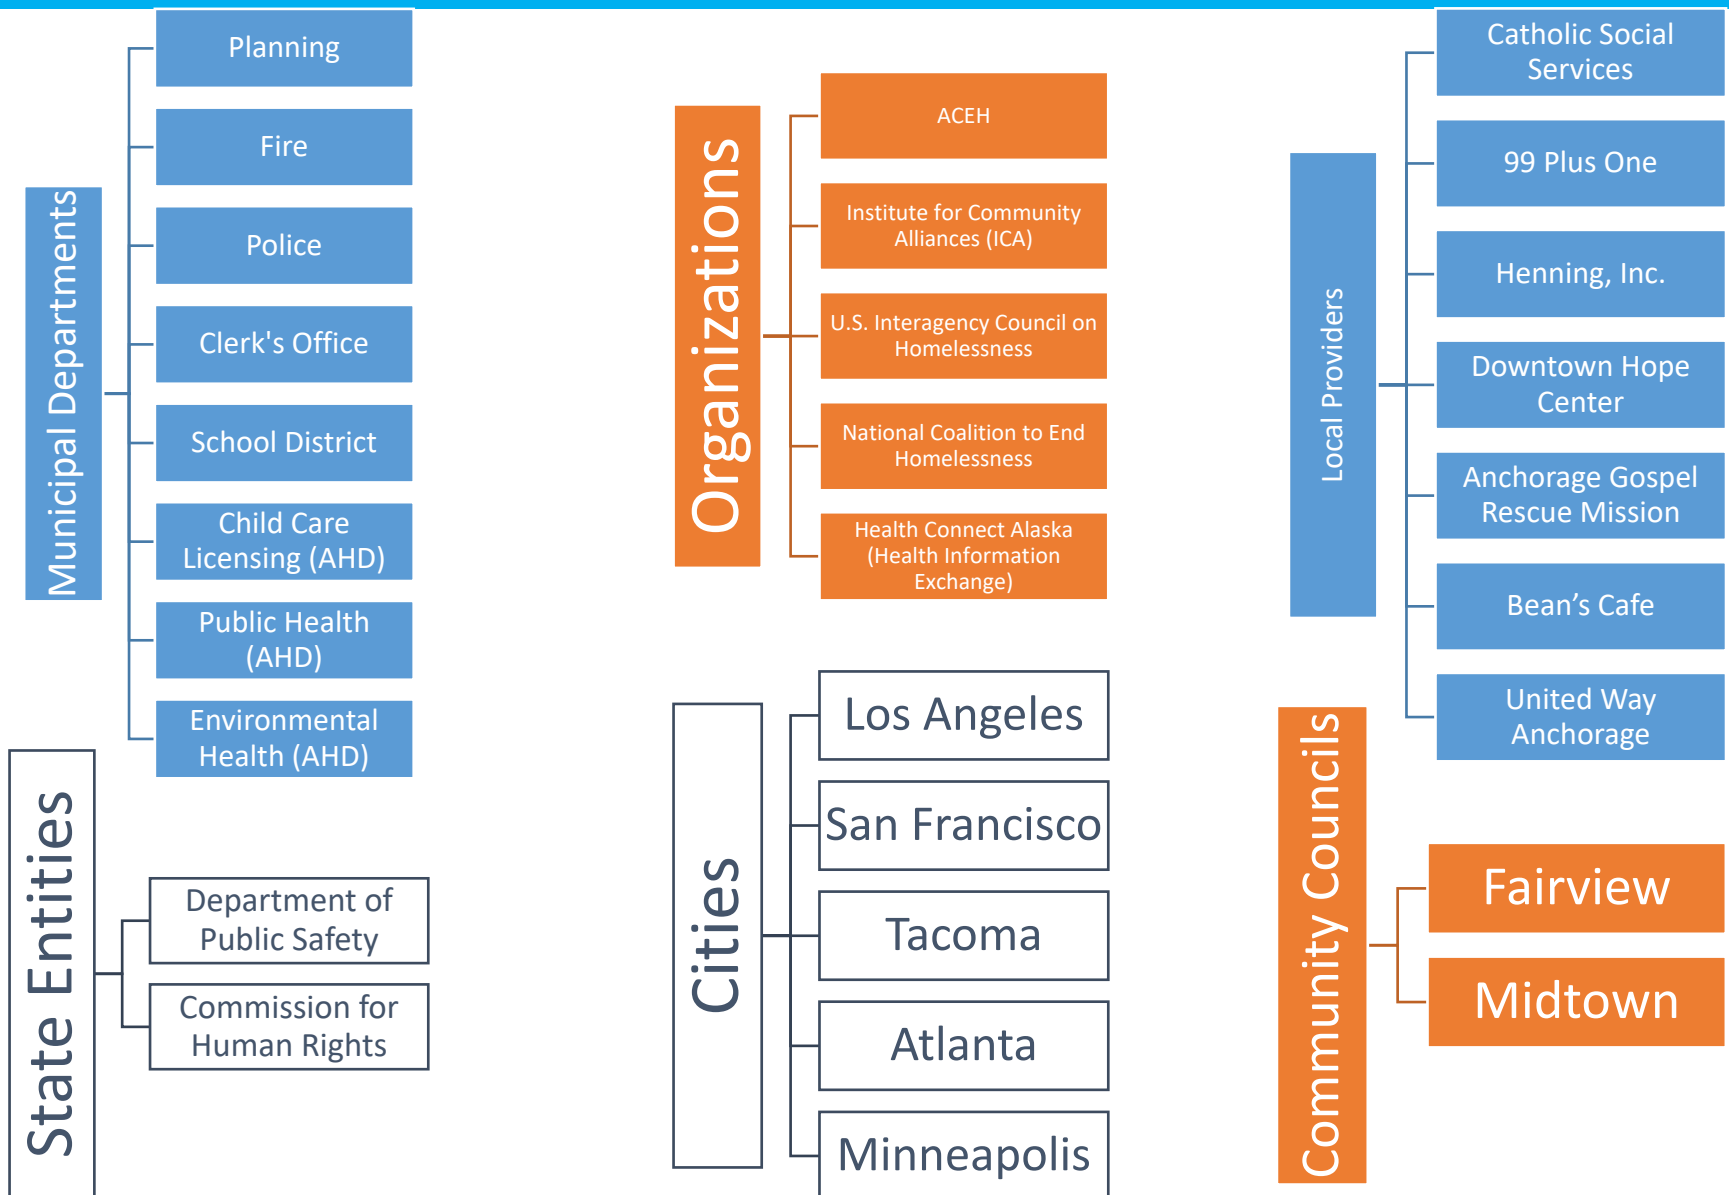 Municipal Departments
Planning
Fire
Police
Clerk's Office
School District
Child Care
Licensing (AHD)
Public Health
(AHD)
Environmental
Health (AHD)
Organizations
ACEH
Institute for Community
Alliances (ICA)
U.S. Interagency Council on
Homelessness
National Coalition to End
Homelessness
Health Connect Alaska
(Health Information
Exchange)
Local Providers
Catholic Social
Services
99 Plus One
Henning, Inc.
Downtown Hope
Center
Anchorage Gospel
Rescue Mission
Bean’s Cafe
United Way
Anchorage
State Entities
Department of
Public Safety
Commission for
Human Rights
Cities
Los Angeles
San Francisco
Tacoma
Atlanta
Minneapolis
Community Councils
Fairview
Midtown